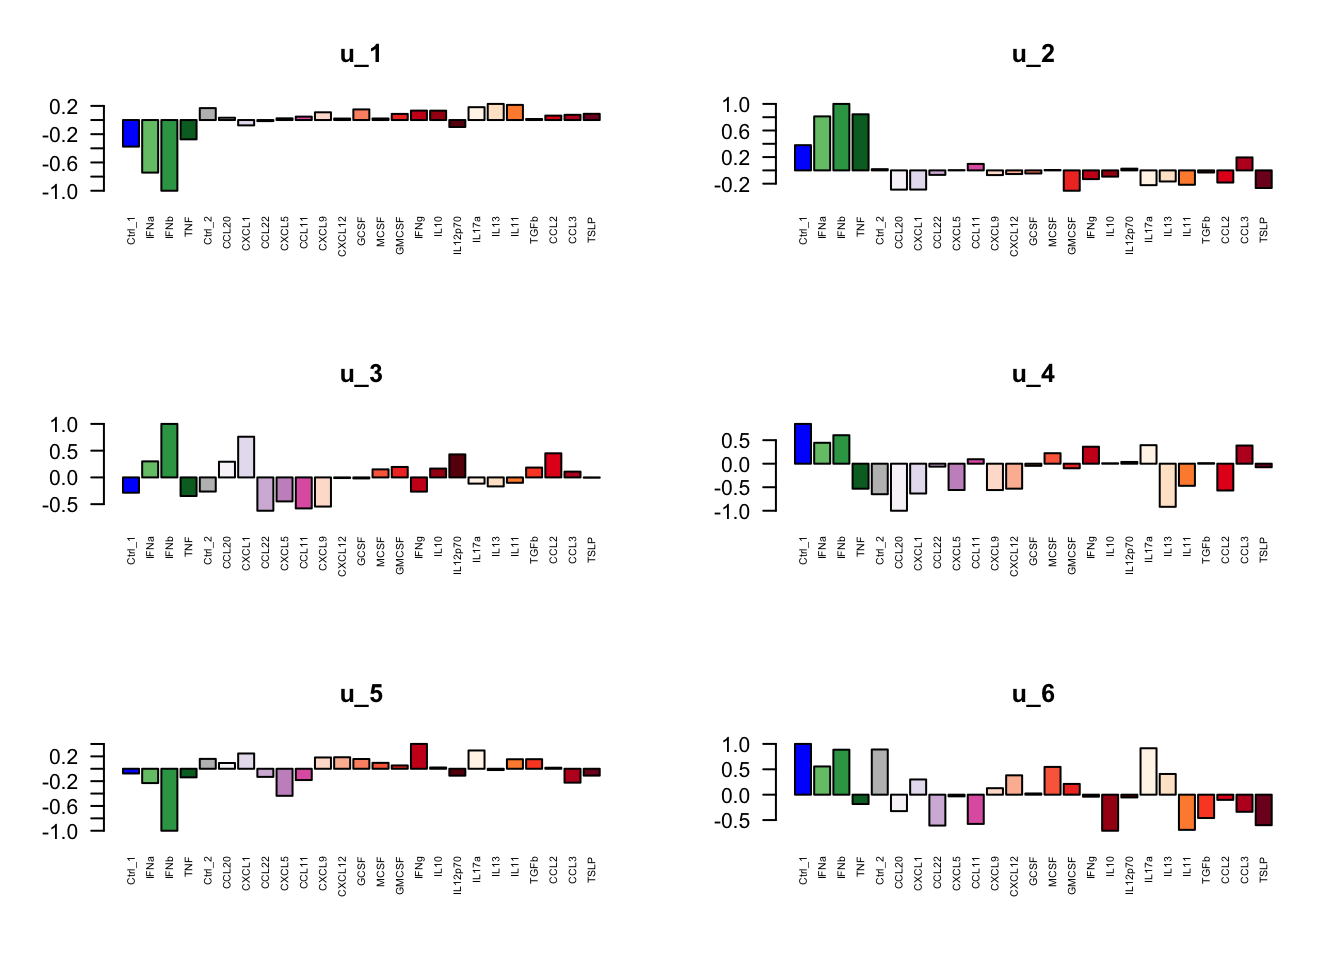 u_1
0.2
-0.2
-0.6
-1.0
Ctrl_1 IFNa IFNb TNF Ctrl_2 CCL20 CXCL1 CCL22 CXCL5 CCL11 CXCL9 CXCL12 GCSF MCSF GMCSF IFNg IL10 IL12p70 IL17a IL13 IL11 TGFb CCL2 CCL3 TSLP
u_2
1.0
0.6
0.2
-0.2
Ctrl_1 IFNa IFNb TNF Ctrl_2 CCL20 CXCL1 CCL22 CXCL5 CCL11 CXCL9 CXCL12 GCSF MCSF GMCSF IFNg IL10 IL12p70 IL17a IL13 IL11 TGFb CCL2 CCL3 TSLP
u_3
1.0
0.5
0.0
-0.5
Ctrl_1 IFNa IFNb TNF Ctrl_2 CCL20 CXCL1 CCL22 CXCL5 CCL11 CXCL9 CXCL12 GCSF MCSF GMCSF IFNg IL10 IL12p70 IL17a IL13 IL11 TGFb CCL2 CCL3 TSLP
u_4
0.5
0.0
-0.5
-1.0
Ctrl_1 IFNa IFNb TNF Ctrl_2 CCL20 CXCL1 CCL22 CXCL5 CCL11 CXCL9 CXCL12 GCSF MCSF GMCSF IFNg IL10 IL12p70 IL17a IL13 IL11 TGFb CCL2 CCL3 TSLP
u_5
0.2
-0.2
-0.6
-1.0
Ctrl_1 IFNa IFNb TNF Ctrl_2 CCL20 CXCL1 CCL22 CXCL5 CCL11 CXCL9 CXCL12 GCSF MCSF GMCSF IFNg IL10 IL12p70 IL17a IL13 IL11 TGFb CCL2 CCL3 TSLP
u_6
1.0
0.5
0.0
-0.5
Ctrl_1 IFNa IFNb TNF Ctrl_2 CCL20 CXCL1 CCL22 CXCL5 CCL11 CXCL9 CXCL12 GCSF MCSF GMCSF IFNg IL10 IL12p70 IL17a IL13 IL11 TGFb CCL2 CCL3 TSLP